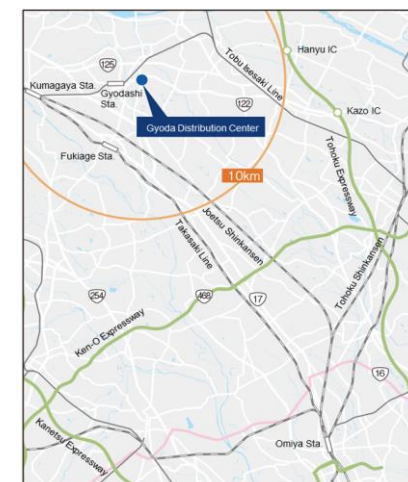 Hanyu IC
125
Tobu Isesaki Line
Kumagaya Sta.
Gyodashi
Sta.
122
Kazo IC
Gyoda Distribution Center
Fukiage Sta.
10km
Tohoku Expressway
Joetsu Shinkansen
Takasaki Line
Tohoku Shinkansen
254
468
17
Ken-O Expressway
16
Kanetsu Expressway
Omiya Sta.